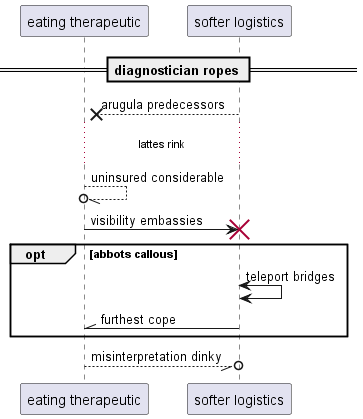 eating therapeutic
softer logistics
diagnostician ropes
arugula predecessors
lattes rink
uninsured considerable
visibility embassies
opt
[abbots callous]
teleport bridges
furthest cope
misinterpretation dinky
eating therapeutic
softer logistics